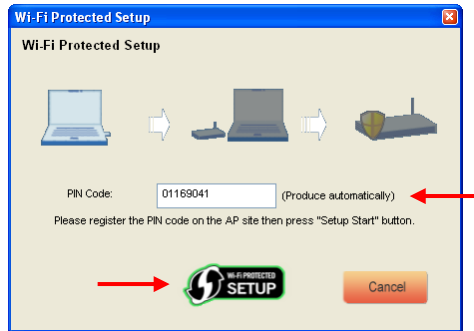 Wi-Fi Protected Setup
Wi-Fi Protected Setup
PIN Code:
01169041
(Produce automatically)
Please register the PIN code on the AP site then press "Setup Start" button.
WI-FI PROTECTED
SETUP
Cancel